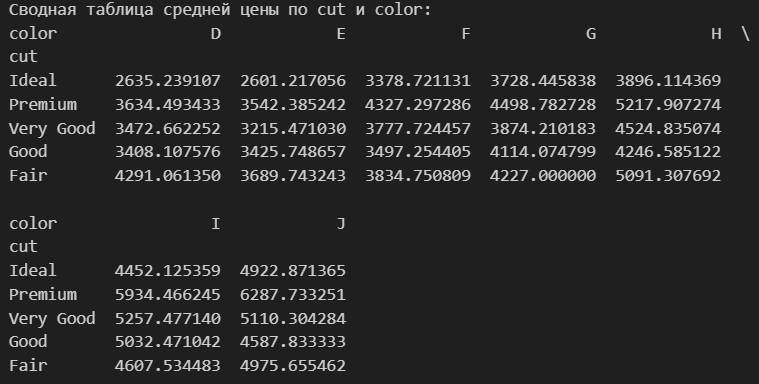 Сводная таблица средней цены по cut и color:
color D E F G H \
cut
Ideal 2635.239107 2601.217056 3378.721131 3728.445838 3896.114369
Premium 3634.493433 3542.385242 4327.297286 4498.782728 5217.907274
Very Good 3472.662252 3215.471030 3777.724457 3874.210183 4524.835074
Good 3408.107576 3425.748657 3497.254405 4114.074799 4246.585122
Fair 4291.061350 3689.743243 3834.750809 4227.000000 5091.307692
color I J
cut
Ideal 4452.125359 4922.871365
Premium 5934.466245 6287.733251
Very Good 5257.477140 5110.304284
Good 5032.471042 4587.833333
Fair 4607.534483 4975.655462